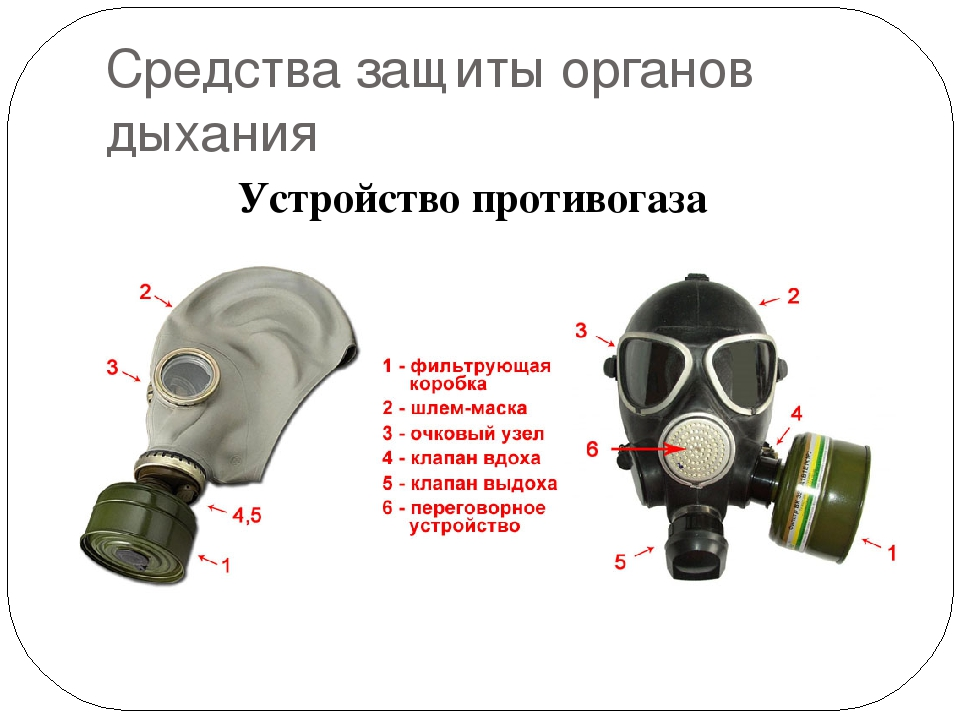 Средства защиты органов
дыхания
Устройство противогаза
2
3
4,5
1
1 - фильтрующая
коробка
2 - шлем-маска
3 - очковый узел
4 - клапан вдоха
5 - клапан выдоха
6 - переговорное
устройство
2
3
4
6
5
1